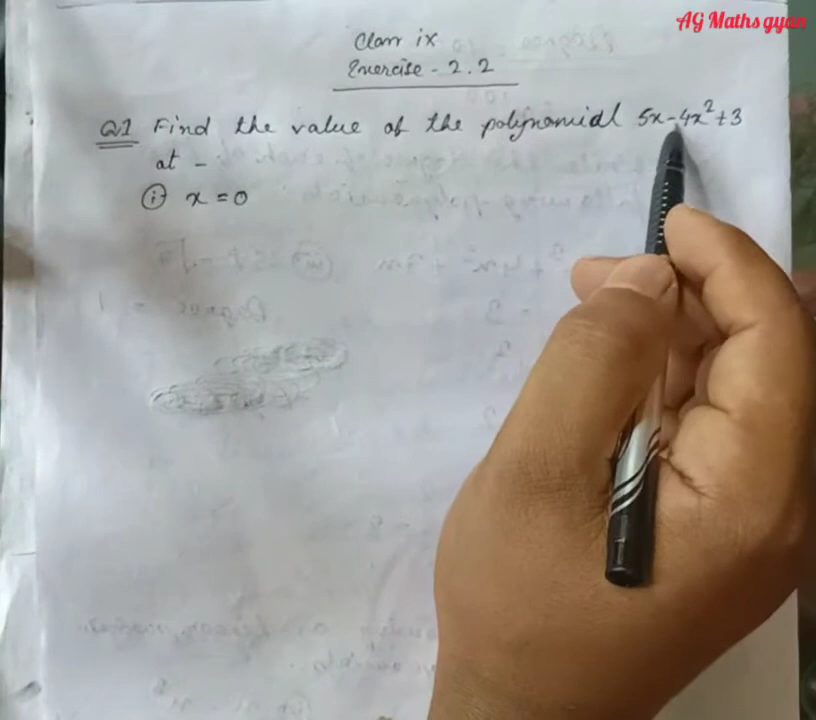 AG Maths gyan
Class ix
Exercise - 2.2
Q1 Find the value of the polynomial 5x-4x²+3
at -
(i) x = 0